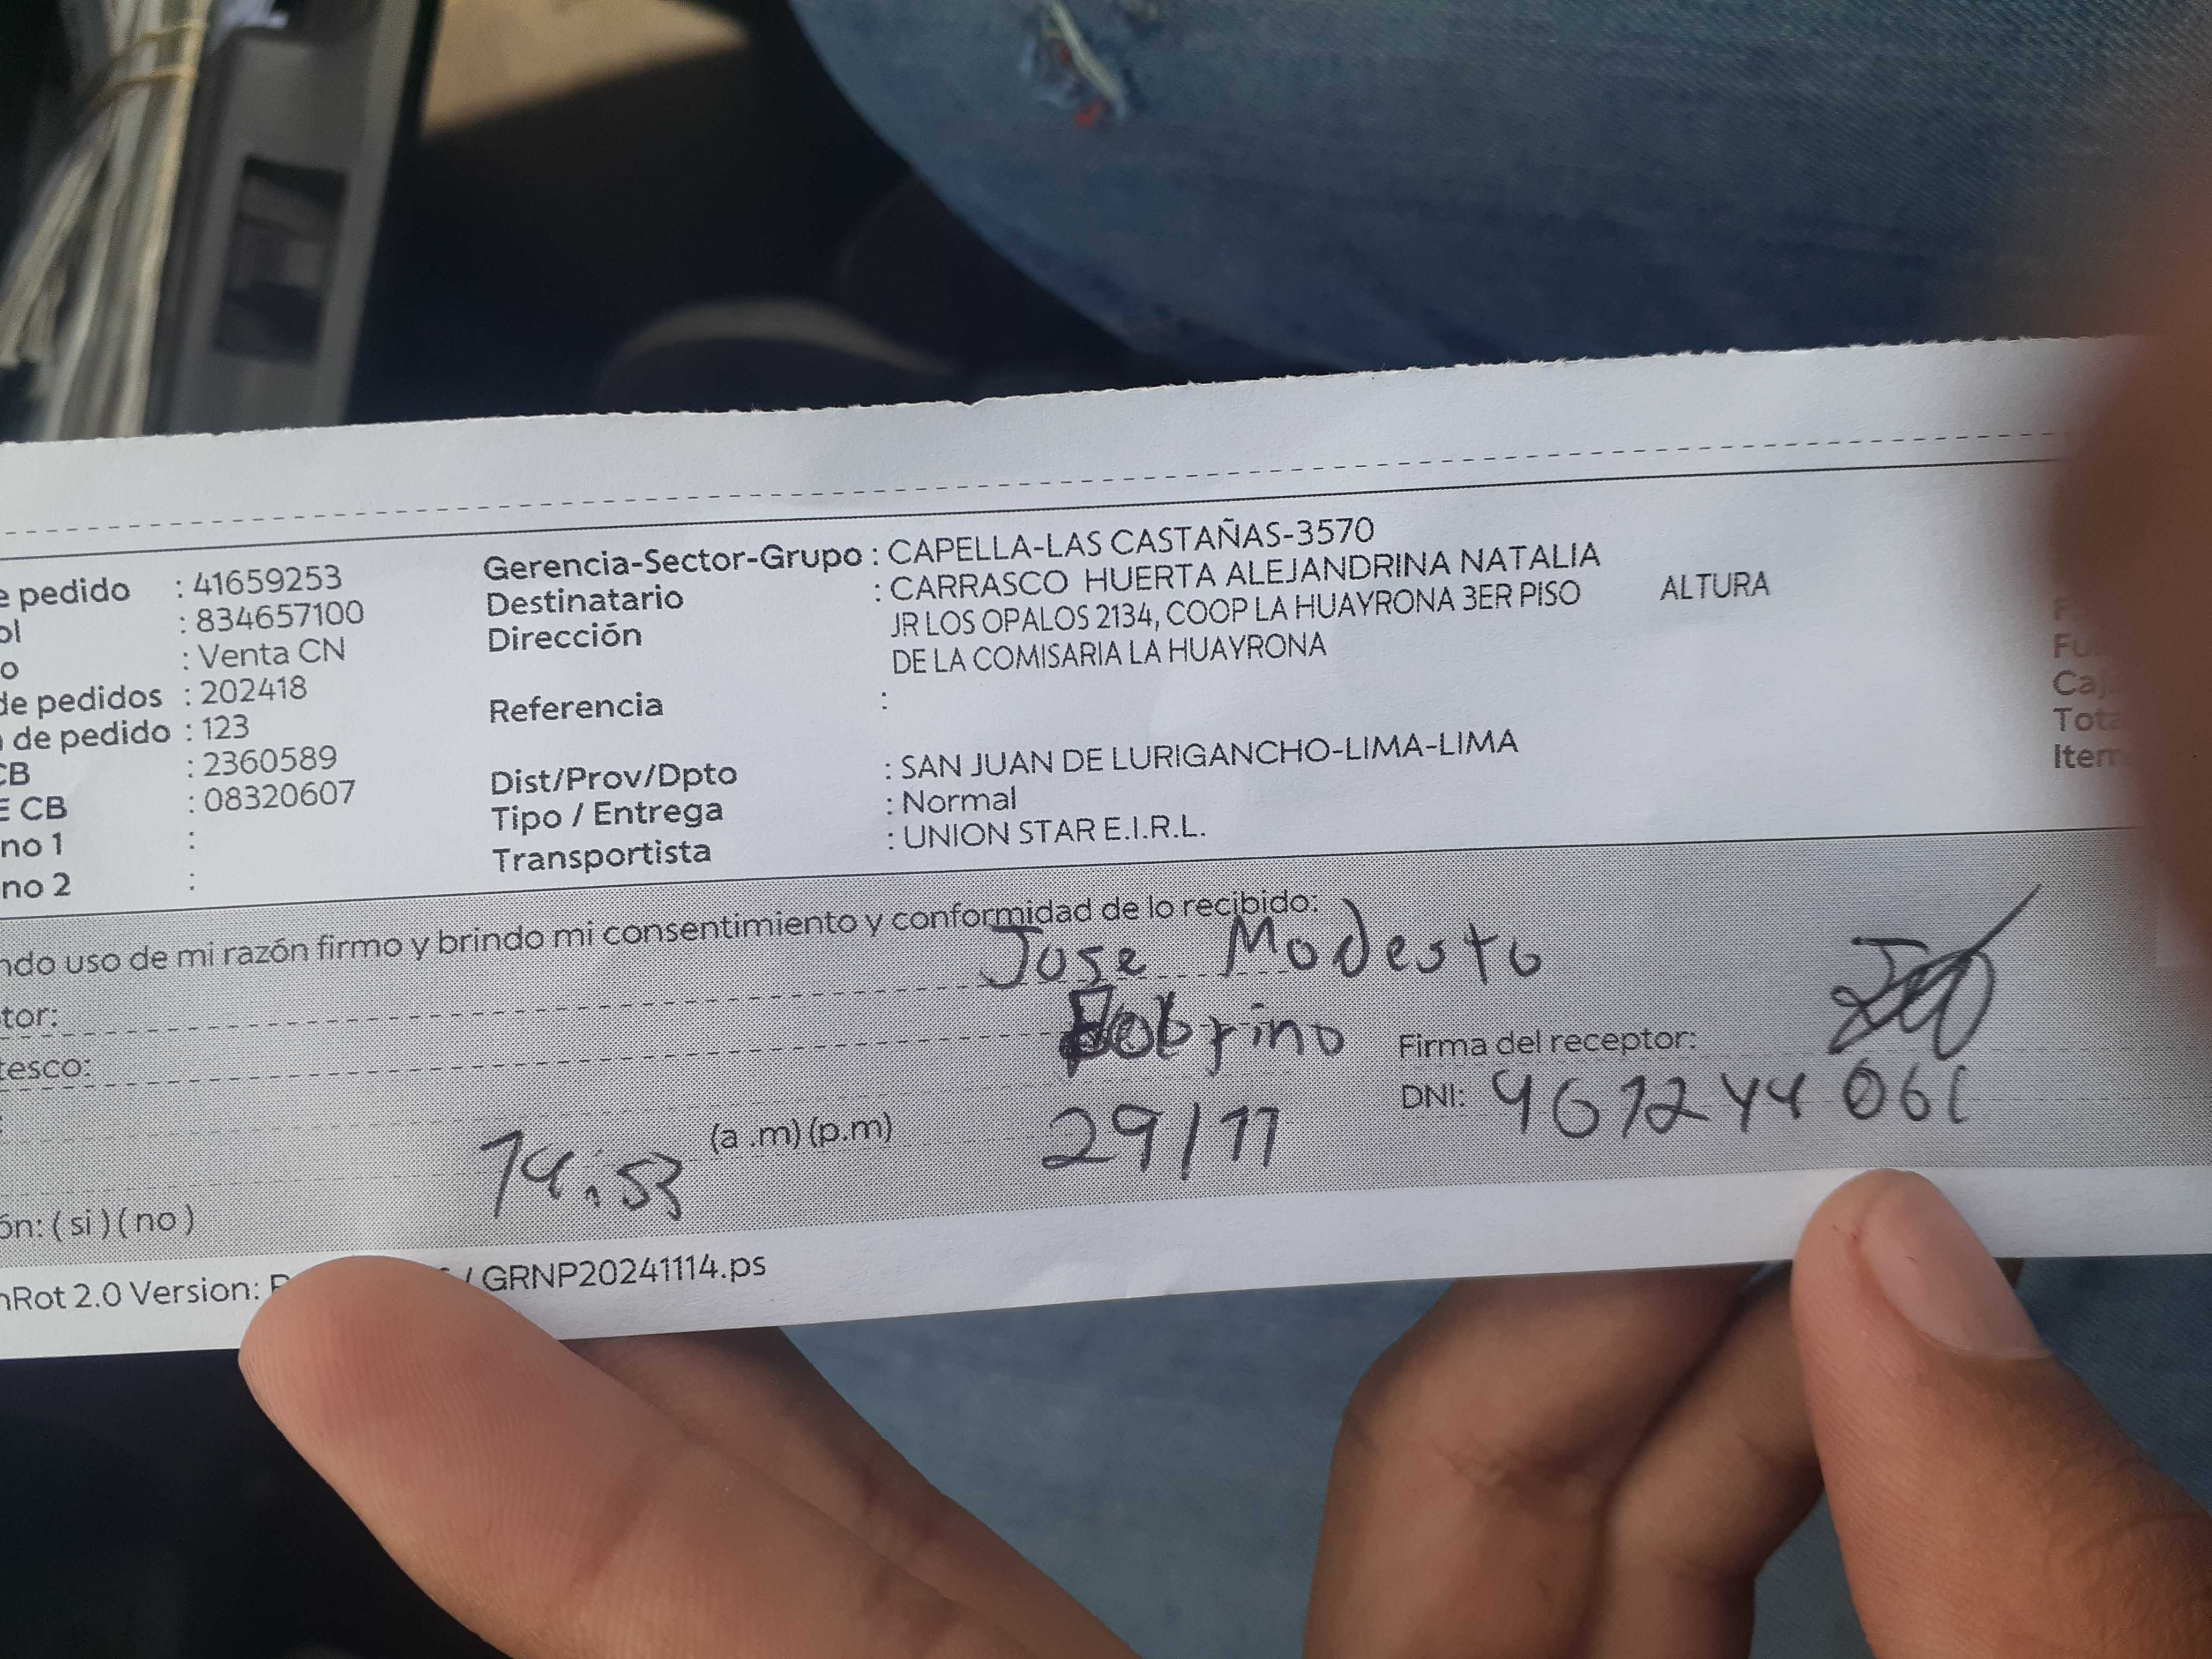 e pedido : 41659253
ol : 834657100
o : Venta CN
de pedidos : 202418
de pedido : 123
CB : 2360589
E CB : 08320607
no 1 :
no 2 :
Gerencia-Sector-Grupo : CAPELLA-LAS CASTAÑAS-3570
Destinatario : CARRASCO HUERTA ALEJANDRINA NATALIA
Dirección JR LOS OPALOS 2134, COOP LA HUAYRONA 3ER PISO ALTURA
DE LA COMISARIA LA HUAYRONA
Referencia :
Dist/Prov/Dpto : SAN JUAN DE LURIGANCHO-LIMA-LIMA
Tipo / Entrega : Normal
Transportista : UNION STAR E.I.R.L.
Fu
Caj
Tota
Item
ndo uso de mi razón firmo y brindo mi consentimiento y conformidad de lo recibido:
tor: Jose Modesto
tesco:
Firma del receptor:
14:53 (a .m) (p.m) 29/11
DNI:
ón: ( si ) ( no )
nRot 2.0 Version: / GRNP20241114.ps